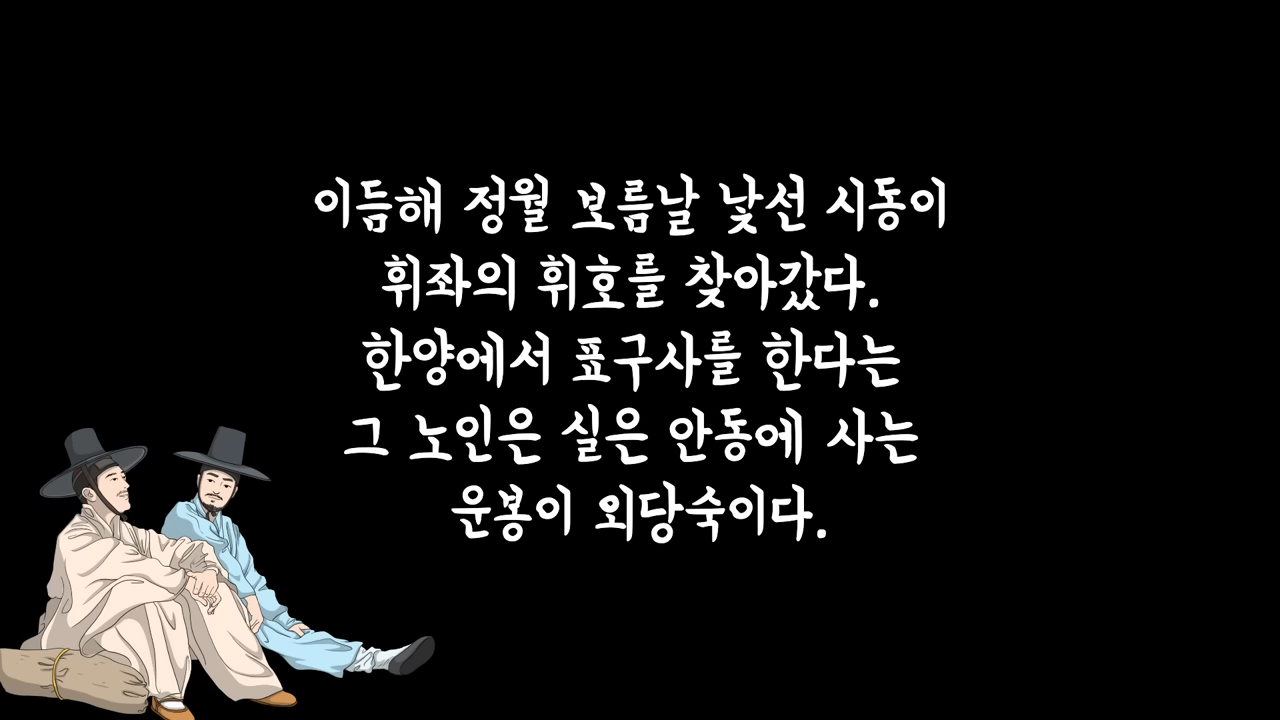 이듬해 정월 보름날 낯선 시동이
휘좌의 휘호를 찾아갔다.
한양에서 표구사를 한다는
그 노인은 실은 안동에 사는
운봉이 외당숙이다.